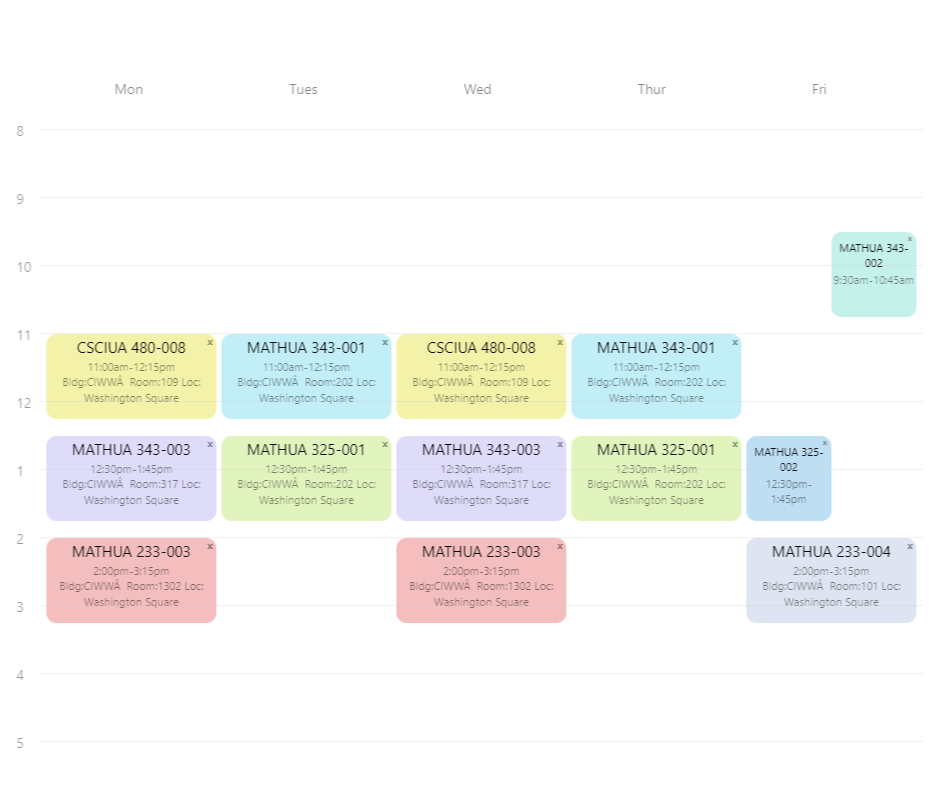 Mon Tues Wed Thur Fri
8
9
x
MATHUA 343-
002
9:30am-10:45am
10
11
x
CSCIUA 480-008
11:00am-12:15pm
Bldg:CIWWÂ Room:109 Loc:
Washington Square
x
MATHUA 343-001
11:00am-12:15pm
Bldg:CIWWÂ Room:202 Loc:
Washington Square
x
CSCIUA 480-008
11:00am-12:15pm
Bldg:CIWWÂ Room:109 Loc:
Washington Square
x
MATHUA 343-001
11:00am-12:15pm
Bldg:CIWWÂ Room:202 Loc:
Washington Square
12
x
MATHUA 343-003
12:30pm-1:45pm
Bldg:CIWWÂ Room:317 Loc:
Washington Square
x
MATHUA 325-001
12:30pm-1:45pm
Bldg:CIWWÂ Room:202 Loc:
Washington Square
x
MATHUA 343-003
12:30pm-1:45pm
Bldg:CIWWÂ Room:317 Loc:
Washington Square
x
MATHUA 325-001
12:30pm-1:45pm
Bldg:CIWWÂ Room:202 Loc:
Washington Square
x
MATHUA 325-
002
12:30pm-
1:45pm
1
2
x
MATHUA 233-003
2:00pm-3:15pm
Bldg:CIWWÂ Room:1302 Loc:
Washington Square
x
MATHUA 233-003
2:00pm-3:15pm
Bldg:CIWWÂ Room:1302 Loc:
Washington Square
x
MATHUA 233-004
2:00pm-3:15pm
Bldg:CIWWÂ Room:101 Loc:
Washington Square
3
4
5